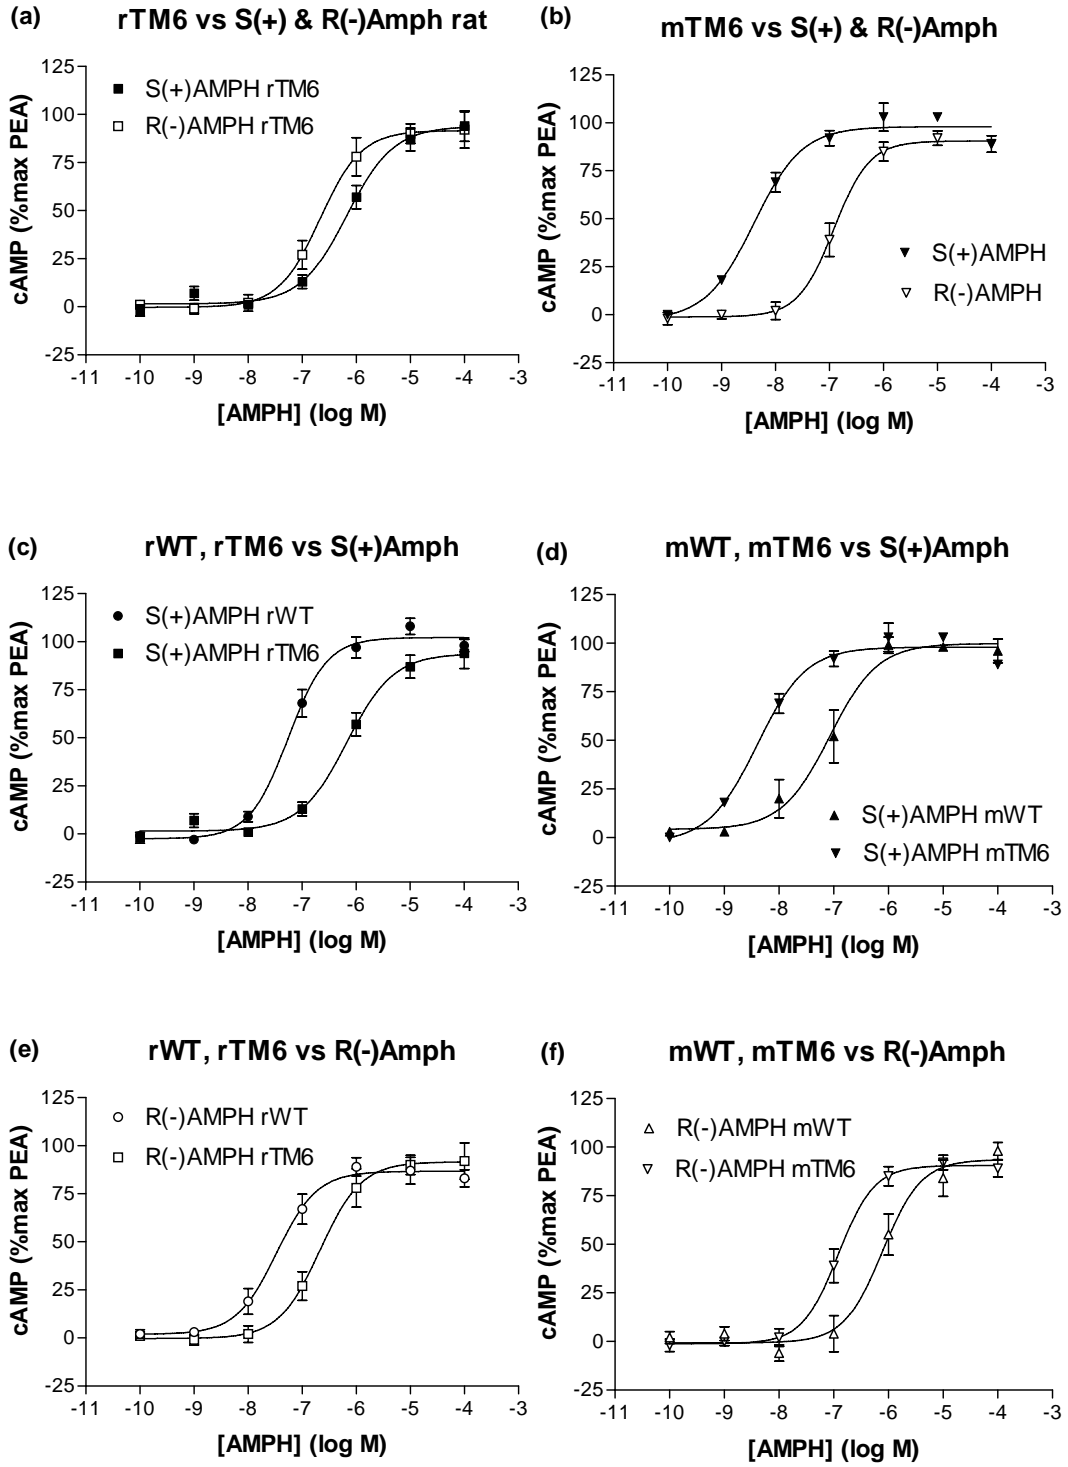 (a) rTM6 vs S(+) & R(-)Amph rat
cAMP (%max PEA)
125
100
75
50
25
0
-25
S(+)AMPH rTM6
R(-)AMPH rTM6
-11 -10 -9 -8 -7 -6 -5 -4 -3
[AMPH] (log M)
(b) mTM6 vs S(+) & R(-)Amph
cAMP (%max PEA)
125
100
75
50
25
0
-25
S(+)AMPH
R(-)AMPH
-11 -10 -9 -8 -7 -6 -5 -4 -3
[AMPH] (log M)
(c) rWT, rTM6 vs S(+)Amph
cAMP (%max PEA)
125
100
75
50
25
0
-25
S(+)AMPH rWT
S(+)AMPH rTM6
-11 -10 -9 -8 -7 -6 -5 -4 -3
[AMPH] (log M)
(d) mWT, mTM6 vs S(+)Amph
cAMP (%max PEA)
125
100
75
50
25
0
-25
S(+)AMPH mWT
S(+)AMPH mTM6
-11 -10 -9 -8 -7 -6 -5 -4 -3
[AMPH] (log M)
(e) rWT, rTM6 vs R(-)Amph
cAMP (%max PEA)
125
100
75
50
25
0
-25
R(-)AMPH rWT
R(-)AMPH rTM6
-11 -10 -9 -8 -7 -6 -5 -4 -3
[AMPH] (log M)
(f) mWT, mTM6 vs R(-)Amph
cAMP (%max PEA)
125
100
75
50
25
0
-25
R(-)AMPH mWT
R(-)AMPH mTM6
-11 -10 -9 -8 -7 -6 -5 -4 -3
[AMPH] (log M)